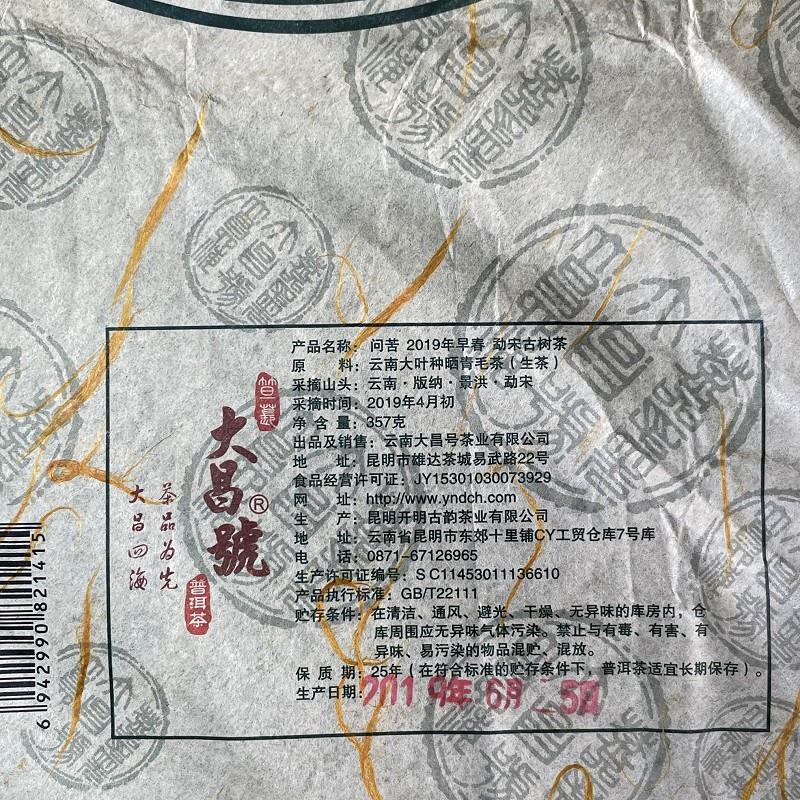 产品名称：问苦 2019年早春 勐宋古树茶
原 料：云南大叶种晒青毛茶（生茶）
采摘山头：云南·版纳·景洪·勐宋
采摘时间：2019年4月初
净 含 量：357克
出品及销售：云南大昌号茶业有限公司
地 址：昆明市雄达茶城易武路22号
食品经营许可证：JY15301030073929
网 址：http://www.yndch.com
生 产：昆明开明古韵茶业有限公司
地 址：云南省昆明市东郊十里铺CY工贸仓库7号库
电 话：0871-67126965
生产许可证编号：SC11453011136610
产品执行标准：GB/T22111
贮存条件：在清洁、通风、避光、干燥、无异味的库房内，仓
库周围应无异味气体污染。禁止与有毒、有害、有
异味、易污染的物品混贮、混放。
保 质 期：25年（在符合标准的贮存条件下，普洱茶适宜长期保存）。
生产日期：2019年6月 5日
大昌號®
普洱茶
茶品为先
大昌四海
6 942990 821415